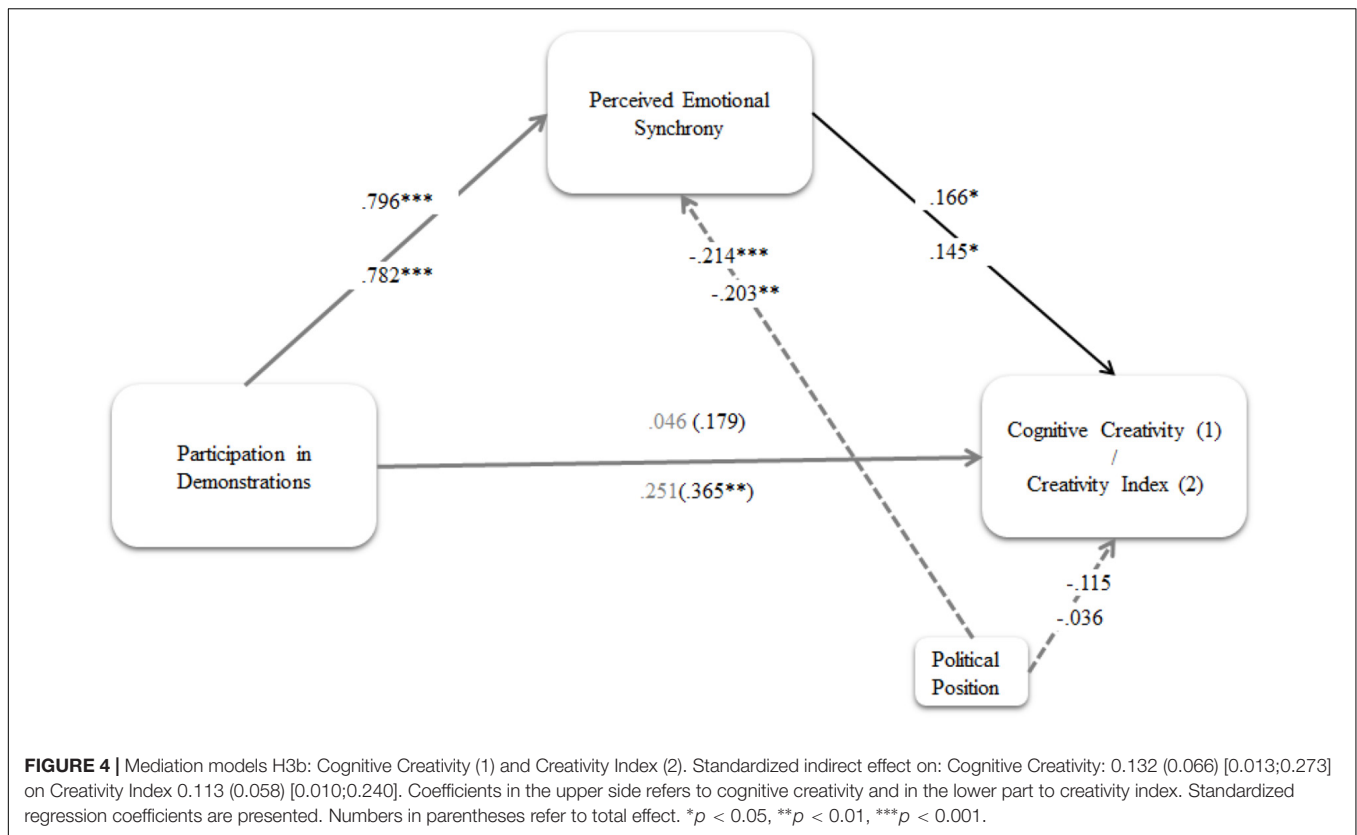 Perceived Emotional
Synchrony
.796***
.782***
.166*
.145*
-.214***
-.203**
Participation in
Demonstrations
.046 (.179)
.251(.365**)
Cognitive Creativity (1)
/
Creativity Index (2)
-.115
-.036
Political
Position
FIGURE 4 | Mediation models H3b: Cognitive Creativity (1) and Creativity Index (2). Standardized indirect effect on: Cognitive Creativity: 0.132 (0.066) [0.013;0.273]
on Creativity Index 0.113 (0.058) [0.010;0.240]. Coefficients in the upper side refers to cognitive creativity and in the lower part to creativity index. Standardized
regression coefficients are presented. Numbers in parentheses refer to total effect. *p < 0.05, **p < 0.01, ***p < 0.001.